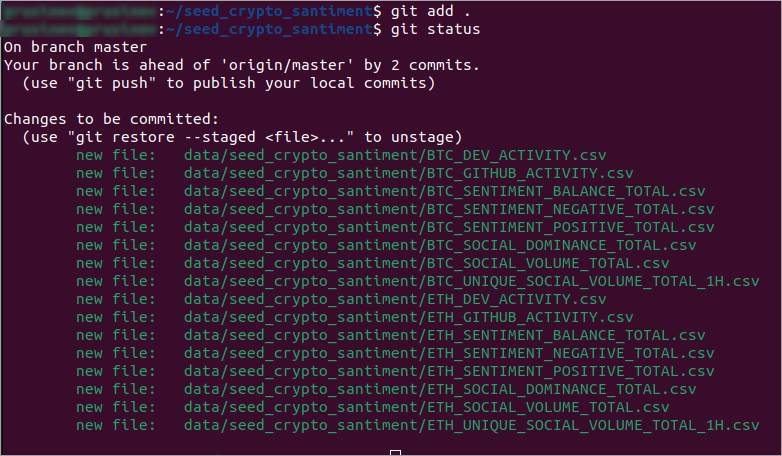 :~/seed_crypto_santiment$ git add .
:~/seed_crypto_santiment$ git status
On branch master
Your branch is ahead of 'origin/master' by 2 commits.
  (use "git push" to publish your local commits)

Changes to be committed:
  (use "git restore --staged <file>..." to unstage)
        new file:   data/seed_crypto_santiment/BTC_DEV_ACTIVITY.csv
        new file:   data/seed_crypto_santiment/BTC_GITHUB_ACTIVITY.csv
        new file:   data/seed_crypto_santiment/BTC_SENTIMENT_BALANCE_TOTAL.csv
        new file:   data/seed_crypto_santiment/BTC_SENTIMENT_NEGATIVE_TOTAL.csv
        new file:   data/seed_crypto_santiment/BTC_SENTIMENT_POSITIVE_TOTAL.csv
        new file:   data/seed_crypto_santiment/BTC_SOCIAL_DOMINANCE_TOTAL.csv
        new file:   data/seed_crypto_santiment/BTC_SOCIAL_VOLUME_TOTAL.csv
        new file:   data/seed_crypto_santiment/BTC_UNIQUE_SOCIAL_VOLUME_TOTAL_1H.csv
        new file:   data/seed_crypto_santiment/ETH_DEV_ACTIVITY.csv
        new file:   data/seed_crypto_santiment/ETH_GITHUB_ACTIVITY.csv
        new file:   data/seed_crypto_santiment/ETH_SENTIMENT_BALANCE_TOTAL.csv
        new file:   data/seed_crypto_santiment/ETH_SENTIMENT_NEGATIVE_TOTAL.csv
        new file:   data/seed_crypto_santiment/ETH_SENTIMENT_POSITIVE_TOTAL.csv
        new file:   data/seed_crypto_santiment/ETH_SOCIAL_DOMINANCE_TOTAL.csv
        new file:   data/seed_crypto_santiment/ETH_SOCIAL_VOLUME_TOTAL.csv
        new file:   data/seed_crypto_santiment/ETH_UNIQUE_SOCIAL_VOLUME_TOTAL_1H.csv